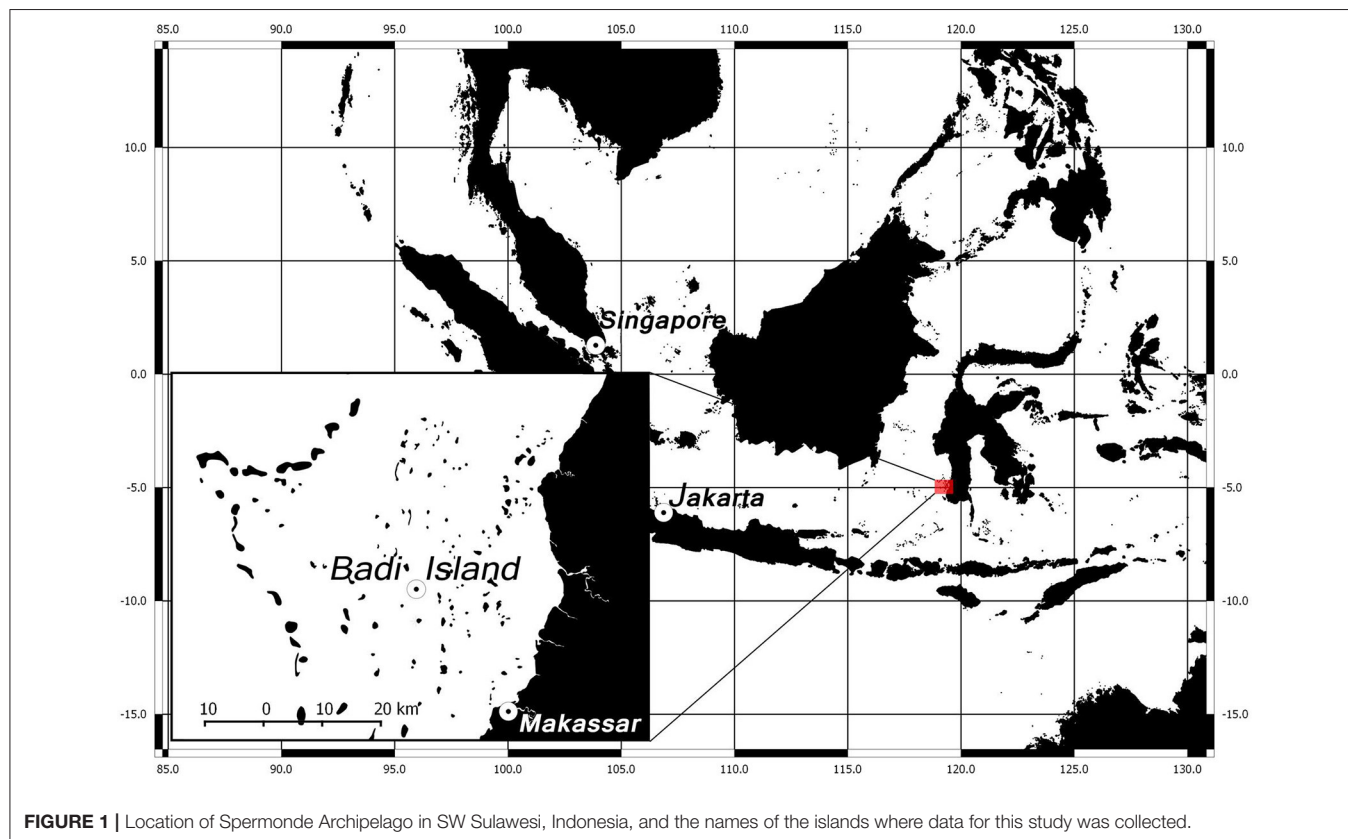 85.0 90.0 95.0 100.0 105.0 110.0 115.0 120.0 125.0 130.0
10.0 10.0
5.0 5.0
Singapore
0.0 0.0
-5.0 -5.0
Jakarta
Badi Island
-10.0 -10.0
10 0 10 20 km
-15.0 -15.0
Makassar
85.0 90.0 95.0 100.0 105.0 110.0 115.0 120.0 125.0 130.0
FIGURE 1 | Location of Spermonde Archipelago in SW Sulawesi, Indonesia, and the names of the islands where data for this study was collected.